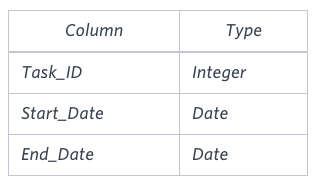 Column Type
Task_ID Integer
Start_Date Date
End_Date Date